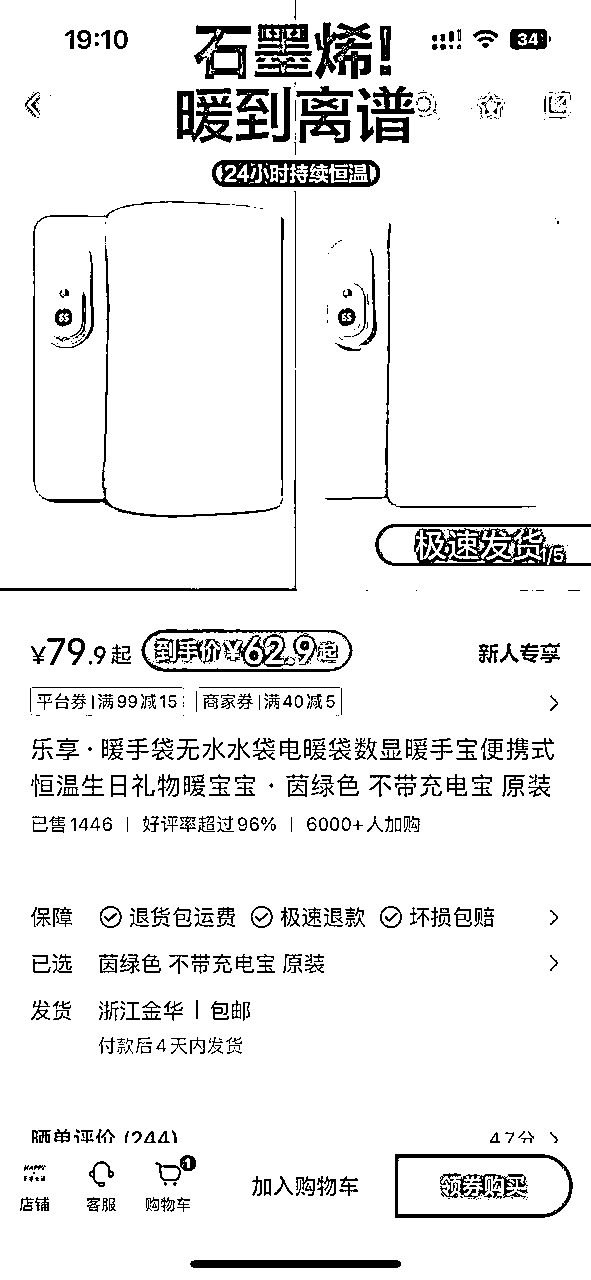 19:10
34
石墨烯!
暖到离谱
24小时持续恒温
65
65
极速发货
1/5
¥79.9起 到手价¥62.9起 新人专享
平台券|满99减15 商家券|满40减5
乐享·暖手袋无水水袋电暖袋数显暖手宝便携式
恒温生日礼物暖宝宝·茵绿色 不带充电宝 原装
已售1446 | 好评率超过96% | 6000+人加购
保障 退货包运费 极速退款 坏损包赔
已选 茵绿色 不带充电宝 原装
发货 浙江金华 | 包邮
付款后4天内发货
晒单评价 (244) 4.7分
1
店铺 客服 购物车 加入购物车 领券购买